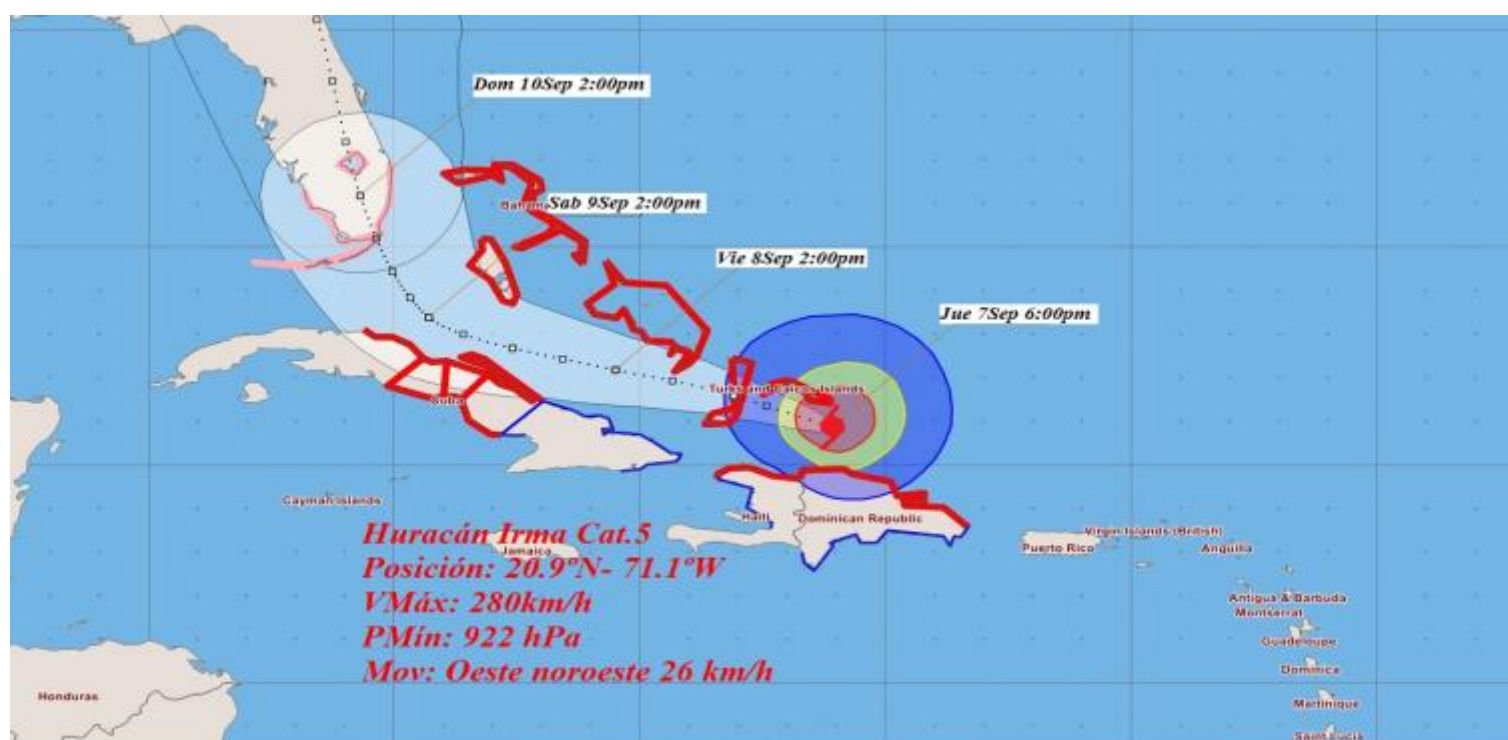 Dom 10Sep 2:00pm
Sab 9Sep 2:00pm
Vie 8Sep 2:00pm
Jue 7Sep 6:00pm
Turks and Caicos Islands
Cuba
Cayman Islands
Haiti
Dominican Republic
Jamaica
Puerto Rico
Virgin Islands (British)
Anguilla
Antigua & Barbuda
Montserrat
Guadeloupe
Dominica
Martinique
Saint Lucia
Honduras
Huracán Irma Cat.5
Posición: 20.9ºN- 71.1ºW
VMáx: 280km/h
PMín: 922 hPa
Mov: Oeste noroeste 26 km/h